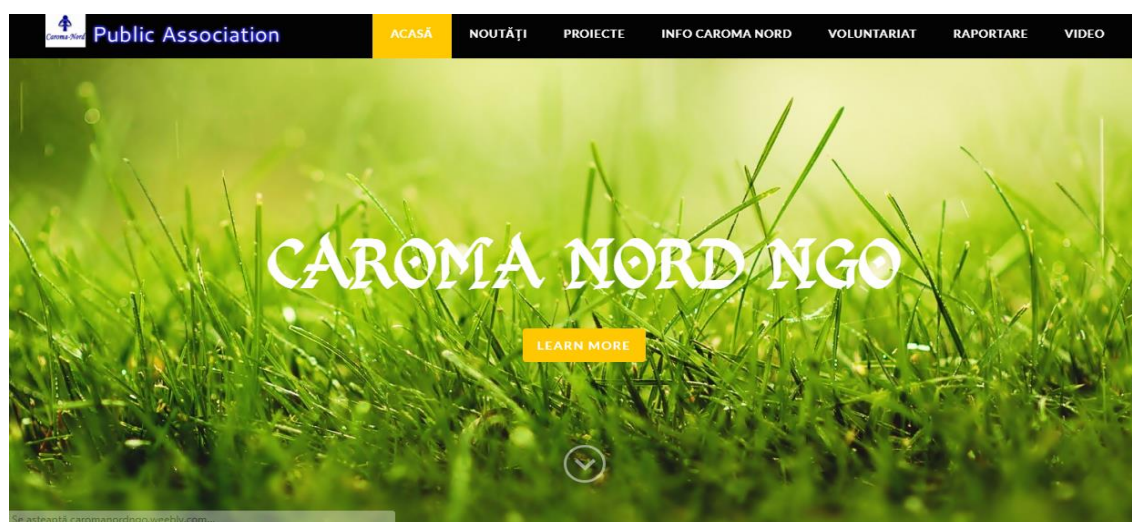 Caroma-Nord
Public Association
ACASĂ NOUTĂȚI PROIECTE INFO CAROMA NORD VOLUNTARIAT RAPORTARE VIDEO
CAROMA NORD NGO
LEARN MORE
Se așteaptă caromanordngo.weebly.com...